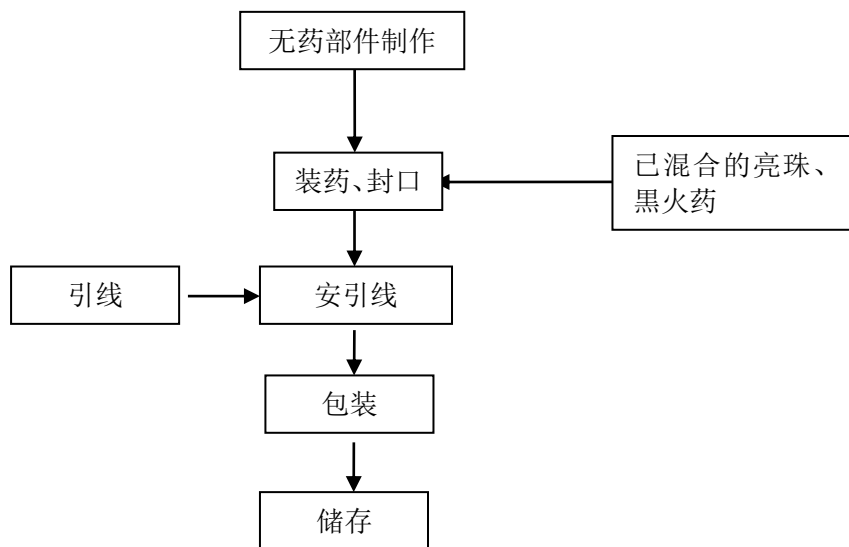 无药部件制作
装药、封口
已混合的亮珠、
黑火药
引线
安引线
包装
储存